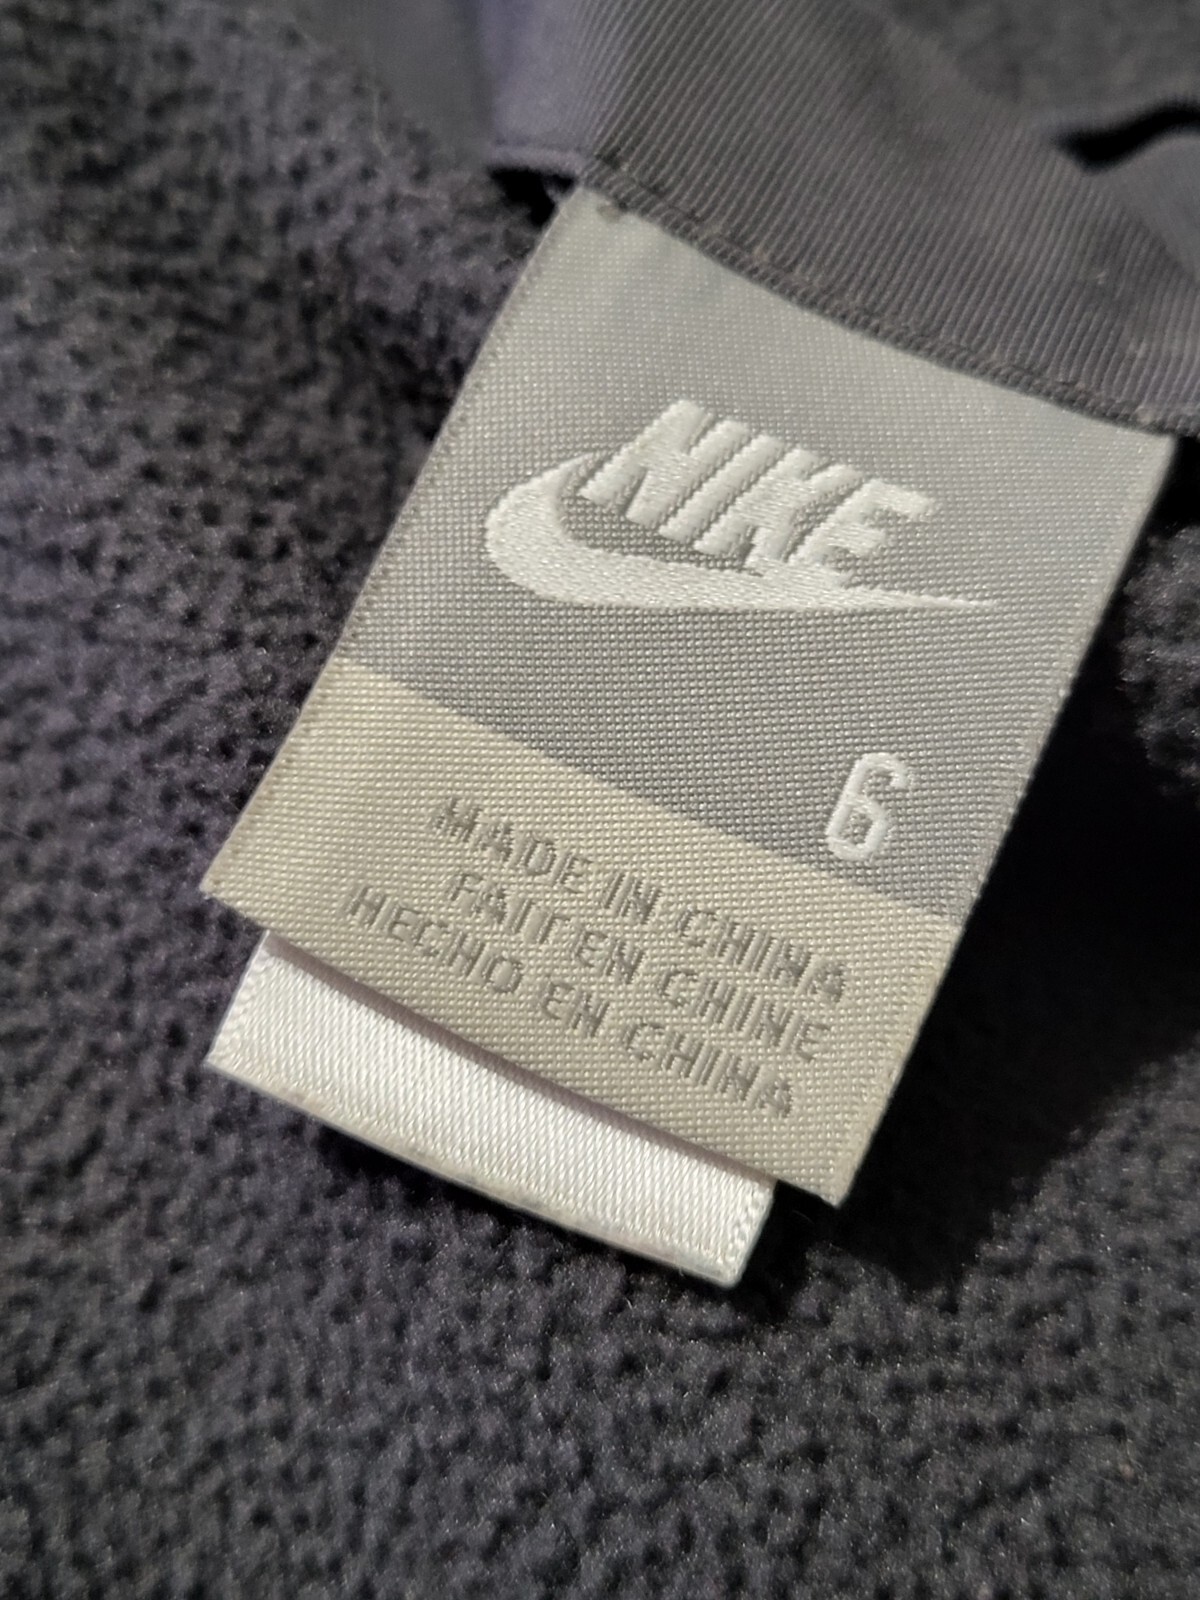 NIKE
6
MADE IN CHINA
FAIT EN CHINE
HECHO EN CHINA